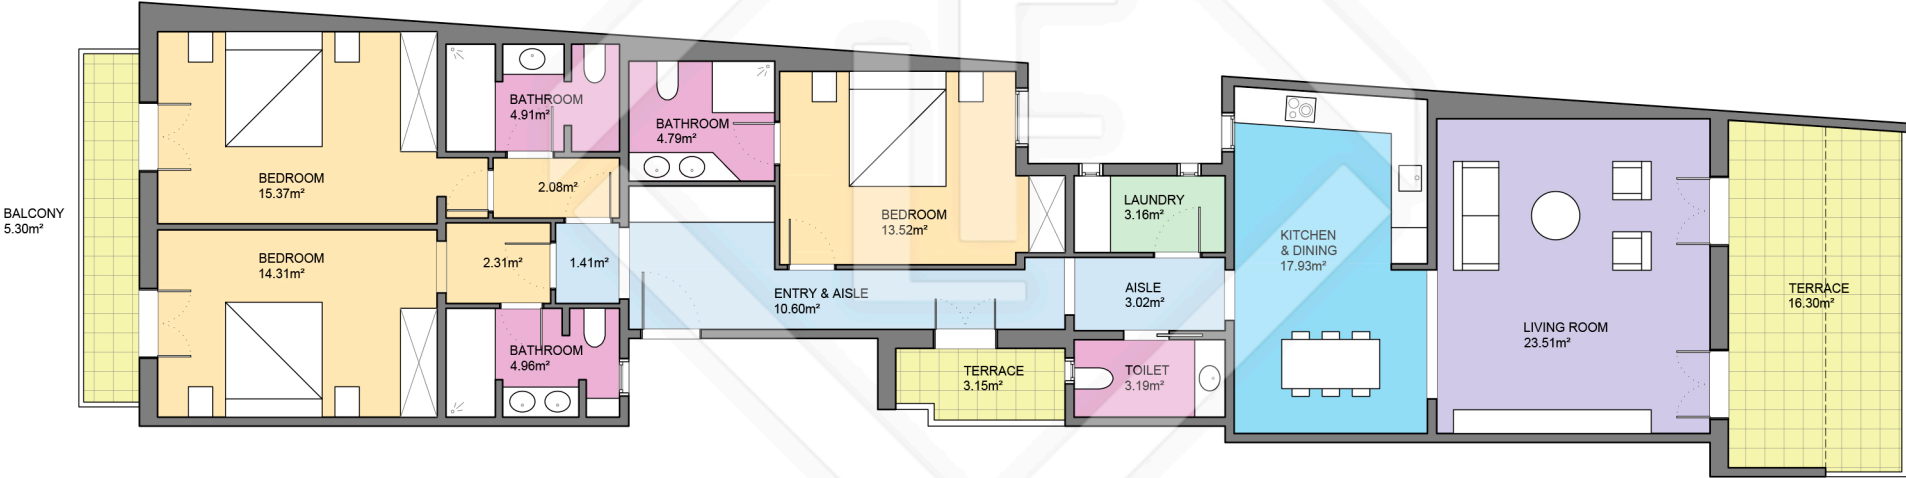 BALCONY
5.30m²
BEDROOM
15.37m²
BEDROOM
14.31m²
BATHROOM
4.91m²
2.08m²
2.31m²
1.41m²
BATHROOM
4.96m²
BATHROOM
4.79m²
BEDROOM
13.52m²
ENTRY & AISLE
10.60m²
TERRACE
3.15m²
LAUNDRY
3.16m²
AISLE
3.02m²
TOILET
3.19m²
KITCHEN
& DINING
17.93m²
LIVING ROOM
23.51m²
TERRACE
16.30m²